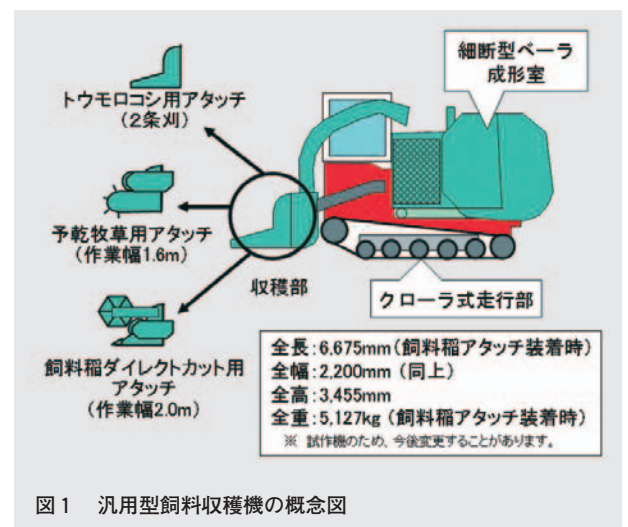 細断型ベーラ
成形室
トウモロコシ用アタッチ
（2条刈）
予乾牧草用アタッチ
（作業幅1.6m）
収穫部
クローラ式走行部
飼料稲ダイレクトカット用
アタッチ
（作業幅2.0m）
全長：6,675mm（飼料稲アタッチ装着時）
全幅：2,200mm（同上）
全高：3,455mm
全重：5,127kg（飼料稲アタッチ装着時）
※ 試作機のため、今後変更することがあります。
図1 汎用型飼料収穫機の概念図